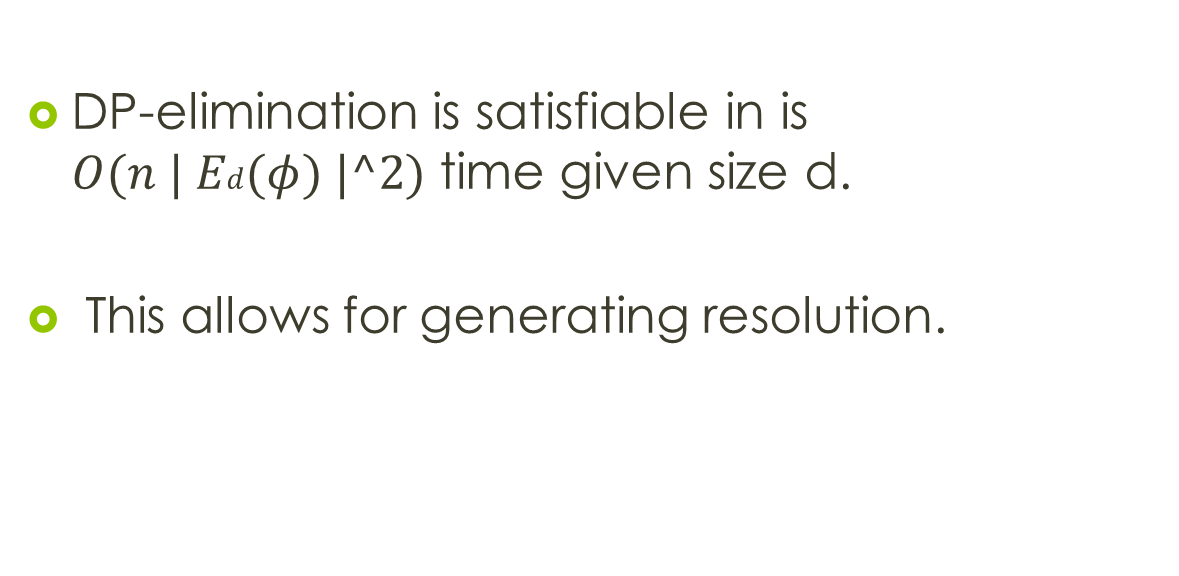 DP-elimination is satisfiable in is
O(n | Ed(ϕ) |^2) time given size d.
This allows for generating resolution.